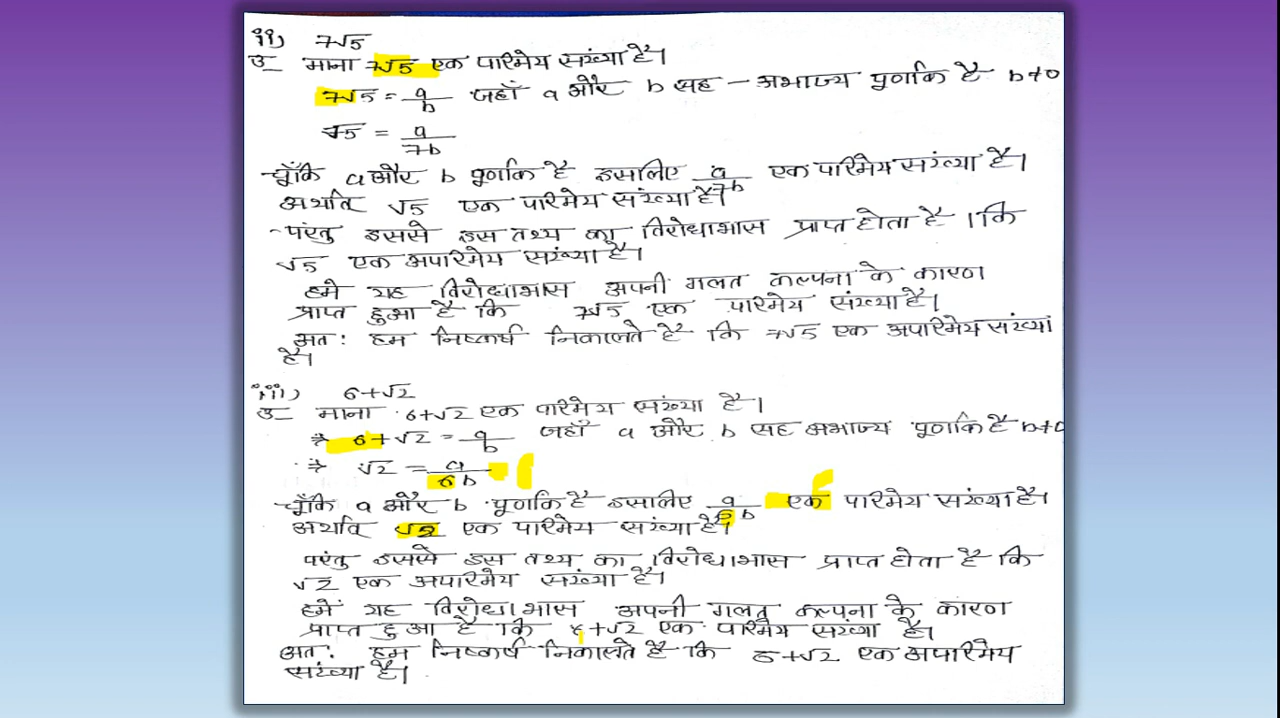 ii) 7√5
उ माना 7√5 एक परिमेय संख्या है।
7√5 = a/b जहाँ a और b सह – अभाज्य पूर्णांक है b≠0
√5 = a/7b
चूँकि a और b पूर्णांक है इसलिए a/7b एक परिमेय संख्या है।
अर्थात √5 एक परिमेय संख्या है।
परंतु इससे इस तथ्य का विरोधाभास प्राप्त होता है । कि
√5 एक अपरिमेय संख्या है।
हमे यह विरोधाभास अपनी गलत कल्पना के कारण
प्राप्त हुआ है कि 7√5 एक परिमेय संख्या है।
अत: हम निष्कर्ष निकालते है कि 7√5 एक अपरिमेय संख्या
है।
iii) 6+√2
उ माना 6+√2 एक परिमेय संख्या है।
⇒ 6+√2 = a/b जहाँ a और b सह अभाज्य पूर्णांक है b≠0
⇒ √2 = a/6b
चूँकि a और b पूर्णांक है इसलिए a/6b एक परिमेय संख्या है।
अर्थात √2 एक परिमेय संख्या है।
परंतु इससे इस तथ्य का विरोधाभास प्राप्त होता है कि
√2 एक अपरिमेय संख्या है।
हमें यह विरोधाभास अपनी गलत कल्पना के कारण
प्राप्त हुआ है कि 6+√2 एक परिमेय संख्या है।
अत: हम निष्कर्ष निकालते है कि 6+√2 एक अपरिमेय
संख्या है।